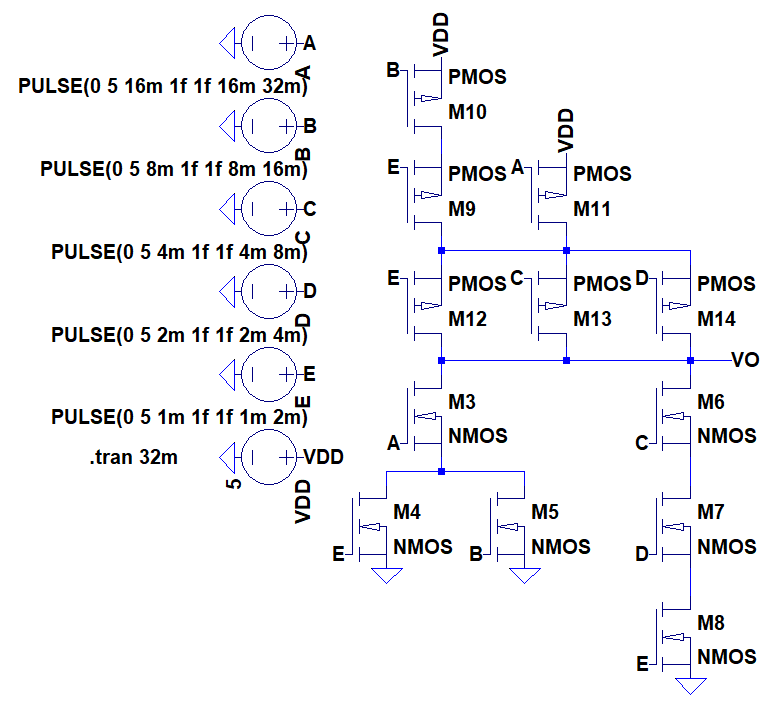 A
A
PULSE(0 5 16m 1f 1f 16m 32m)
B
B
PULSE(0 5 8m 1f 1f 8m 16m)
C
C
PULSE(0 5 4m 1f 1f 4m 8m)
D
D
PULSE(0 5 2m 1f 1f 2m 4m)
E
E
PULSE(0 5 1m 1f 1f 1m 2m)
.tran 32m
VDD
5
VDD
VDD
B
PMOS
M10
VDD
E
PMOS
M9
A
PMOS
M11
E
PMOS
M12
C
PMOS
M13
D
PMOS
M14
VO
M3
A
NMOS
M6
C
NMOS
M4
E
NMOS
M5
B
NMOS
M7
D
NMOS
M8
E
NMOS